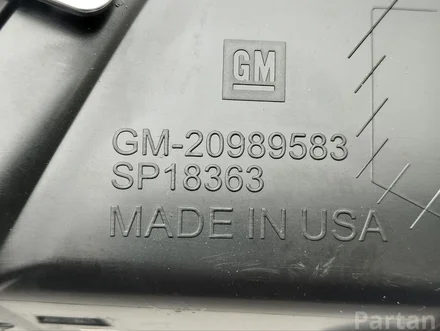 GM
GM-20989583
SP18363
MADE IN USA
Partan